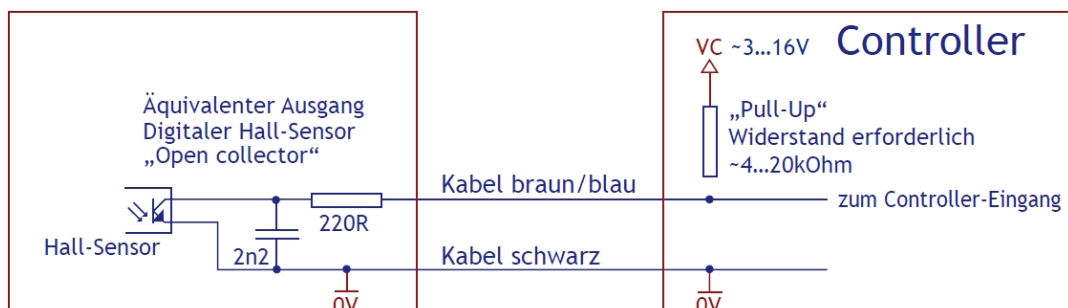 Controller
VC ~3...16V
Äquivalenter Ausgang
Digitaler Hall-Sensor
„Open collector“
„Pull-Up“
Widerstand erforderlich
~4...20kOhm
Kabel braun/blau
zum Controller-Eingang
220R
Hall-Sensor
2n2
Kabel schwarz
0V
0V